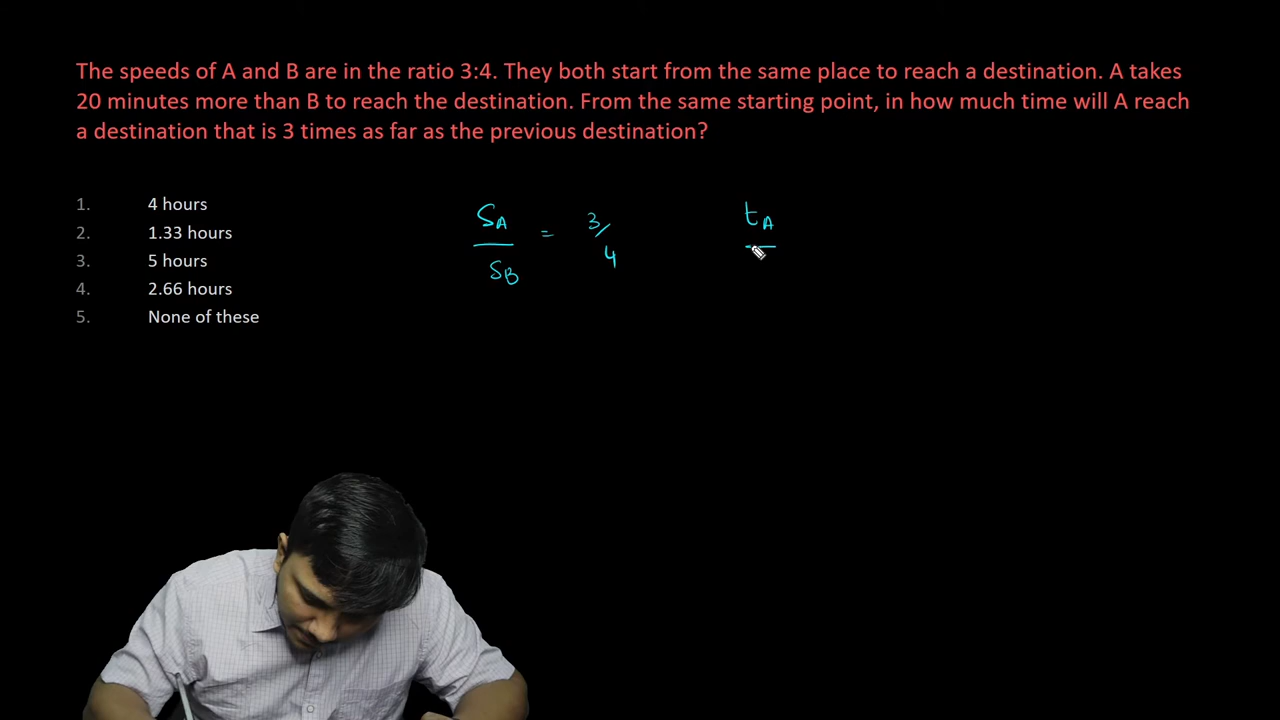 The speeds of A and B are in the ratio 3:4. They both start from the same place to reach a destination. A takes
20 minutes more than B to reach the destination. From the same starting point, in how much time will A reach
a destination that is 3 times as far as the previous destination?
1. 4 hours
2. 1.33 hours
3. 5 hours
4. 2.66 hours
5. None of these
S_A / S_B = 3/4
t_A